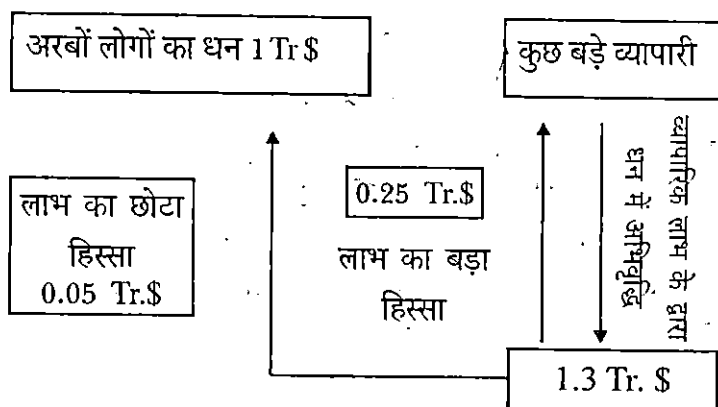 अरबों लोगों का धन 1 Tr $
कुछ बड़े व्यापारी
लाभ का छोटा
हिस्सा
0.05 Tr.$
0.25 Tr.$
लाभ का बड़ा
हिस्सा
व्यापारिक लाभ के द्वारा
धन में अभिवृद्धि
1.3 Tr. $